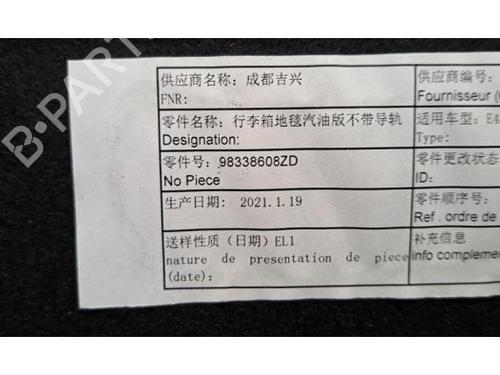 B-PARTS
供应商名称: 成都吉兴
FNR:
供应商编号:
Fournisseur (
零件名称: 行李箱地毯汽油版不带导轨
Designation:
适用车型: E4
Type:
零件号: 98338608ZD
No Piece
零件更改状态
ID:
生产日期: 2021.1.19
零件顺序号:
Ref . ordre de
送样性质（日期）EL1
nature de presentation de piece
(date):
补充信息
info complemen